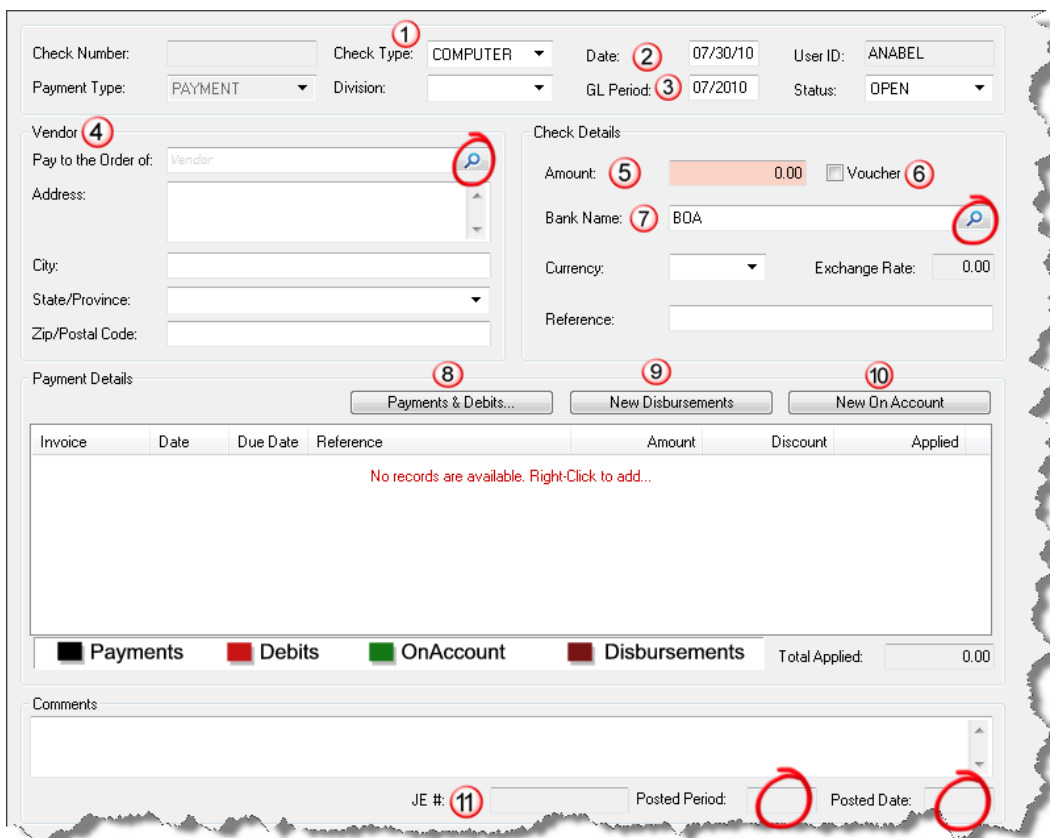 1
Check Number: Check Type: COMPUTER Date: 2 07/30/10 User ID: ANABEL
Payment Type: PAYMENT Division: GL Period: 3 07/2010 Status: OPEN
Vendor 4 Check Details
Pay to the Order of: Vendor
Amount: 5 0.00 Voucher 6
Address:
Bank Name: 7 BOA
City:
Currency: Exchange Rate: 0.00
State/Province:
Reference:
Zip/Postal Code:
Payment Details
8 9 10
Payments & Debits... New Disbursements New On Account
Invoice Date Due Date Reference Amount Discount Applied
No records are available. Right-Click to add...
Payments Debits OnAccount Disbursements Total Applied: 0.00
Comments
JE #: 11 Posted Period: Posted Date: